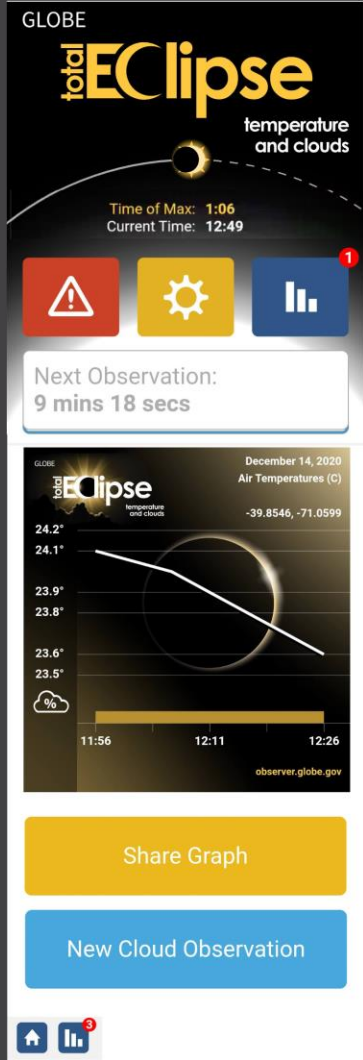 GLOBE
total
EClipse
temperature
and clouds
Time of Max: 1:06
Current Time: 12:49
1
Next Observation:
9 mins 18 secs
GLOBE
total
EClipse
temperature
and clouds
December 14, 2020
Air Temperatures (C)
-39.8546, -71.0599
24.2°
24.1°
23.9°
23.8°
23.6°
23.5°
%
11:56 12:11 12:26
observer.globe.gov
Share Graph
New Cloud Observation
3